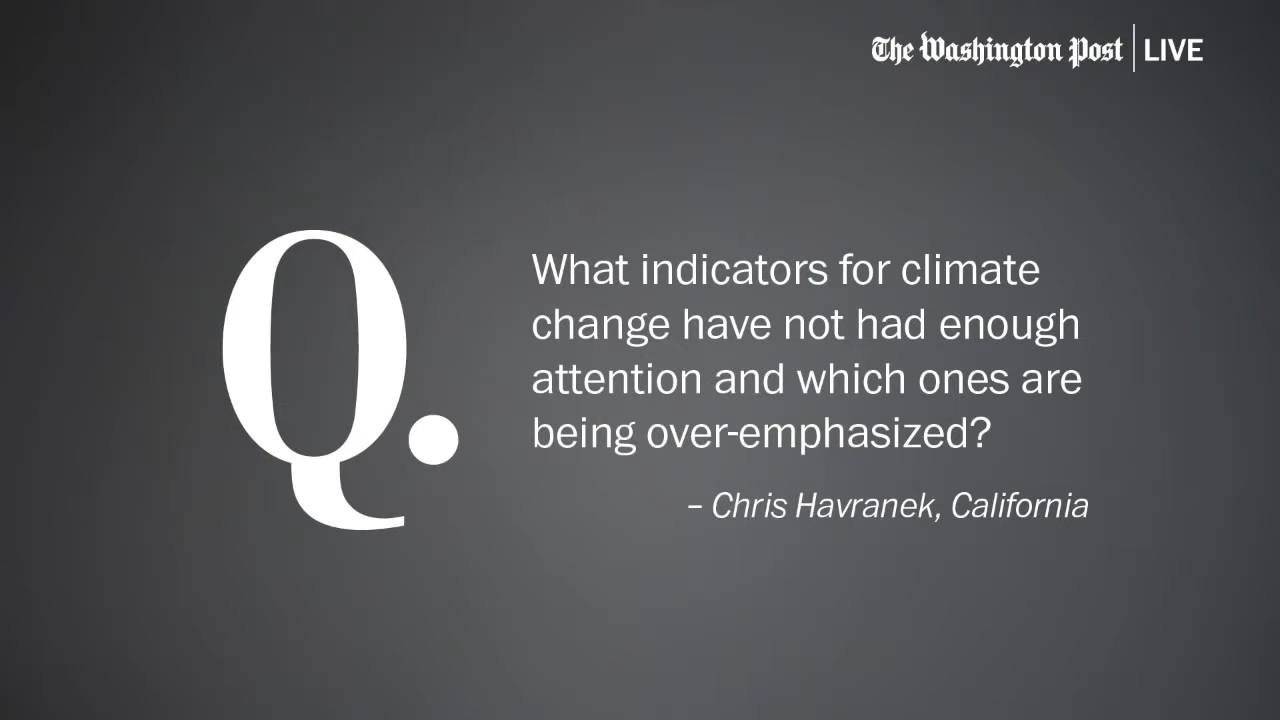 The Washington Post LIVE
Q.
What indicators for climate
change have not had enough
attention and which ones are
being over-emphasized?
– Chris Havranek, California